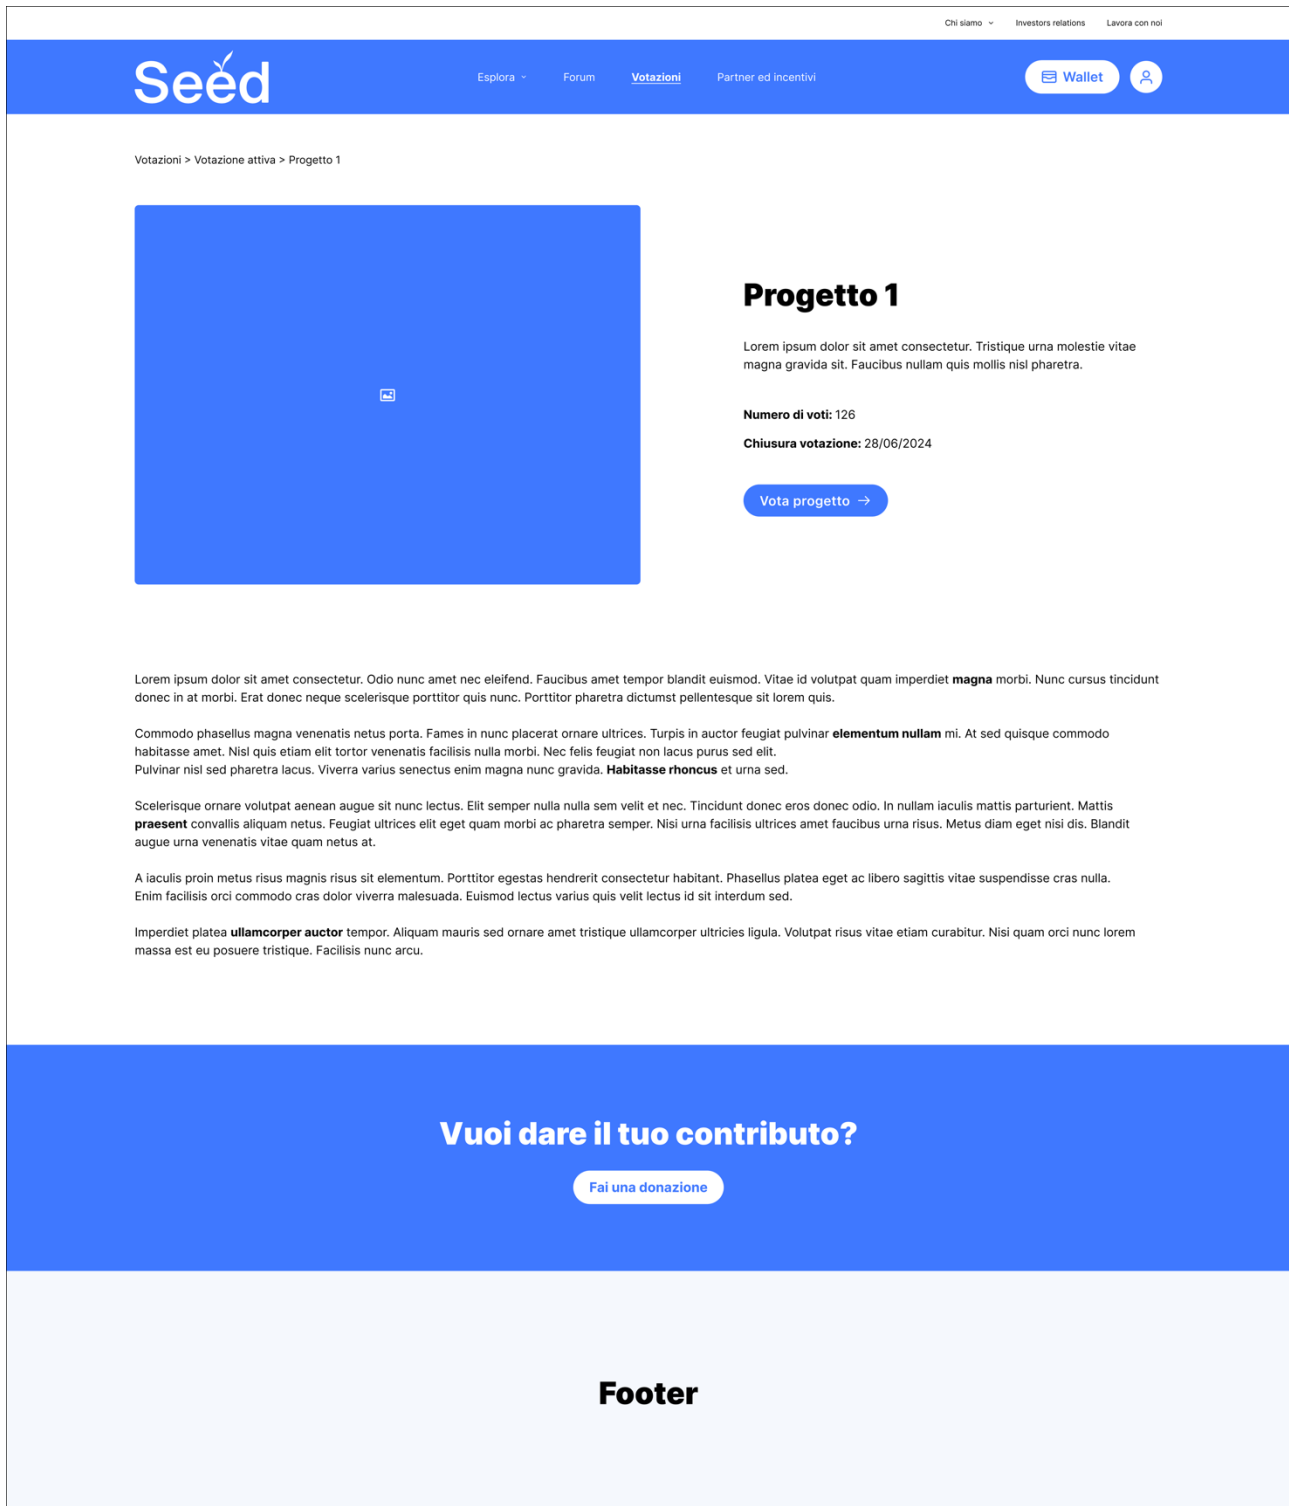 Chi siamo Investors relations Lavora con noi
Seed Esplora Forum Votazioni Partner ed incentivi Wallet
Votazioni > Votazione attiva > Progetto 1
Progetto 1
Lorem ipsum dolor sit amet consectetur. Tristique urna molestie vitae
magna gravida sit. Faucibus nullam quis mollis nisl pharetra.
Numero di voti: 126
Chiusura votazione: 28/06/2024
Vota progetto →
Lorem ipsum dolor sit amet consectetur. Odio nunc amet nec eleifend. Faucibus amet tempor blandit euismod. Vitae id volutpat quam imperdiet magna morbi. Nunc cursus tincidunt
donec in at morbi. Erat donec neque scelerisque porttitor quis nunc. Porttitor pharetra dictumst pellentesque sit lorem quis.
Commodo phasellus magna venenatis netus porta. Fames in nunc placerat ornare ultrices. Turpis in auctor feugiat pulvinar elementum nullam mi. At sed quisque commodo
habitasse amet. Nisl quis etiam elit tortor venenatis facilisis nulla morbi. Nec felis feugiat non lacus purus sed elit.
Pulvinar nisl sed pharetra lacus. Viverra varius senectus enim magna nunc gravida. Habitasse rhoncus et urna sed.
Scelerisque ornare volutpat aenean augue sit nunc lectus. Elit semper nulla nulla sem velit et nec. Tincidunt donec eros donec odio. In nullam iaculis mattis parturient. Mattis
praesent convallis aliquam netus. Feugiat ultrices elit eget quam morbi ac pharetra semper. Nisi urna facilisis ultrices amet faucibus urna risus. Metus diam eget nisi dis. Blandit
augue urna venenatis vitae quam netus at.
A iaculis proin metus risus magnis risus sit elementum. Porttitor egestas hendrerit consectetur habitant. Phasellus platea eget ac libero sagittis vitae suspendisse cras nulla.
Enim facilisis orci commodo cras dolor viverra malesuada. Euismod lectus varius quis velit lectus id sit interdum sed.
Imperdiet platea ullamcorper auctor tempor. Aliquam mauris sed ornare amet tristique ullamcorper ultricies ligula. Volutpat risus vitae etiam curabitur. Nisi quam orci nunc lorem
massa est eu posuere tristique. Facilisis nunc arcu.
Vuoi dare il tuo contributo?
Fai una donazione
Footer